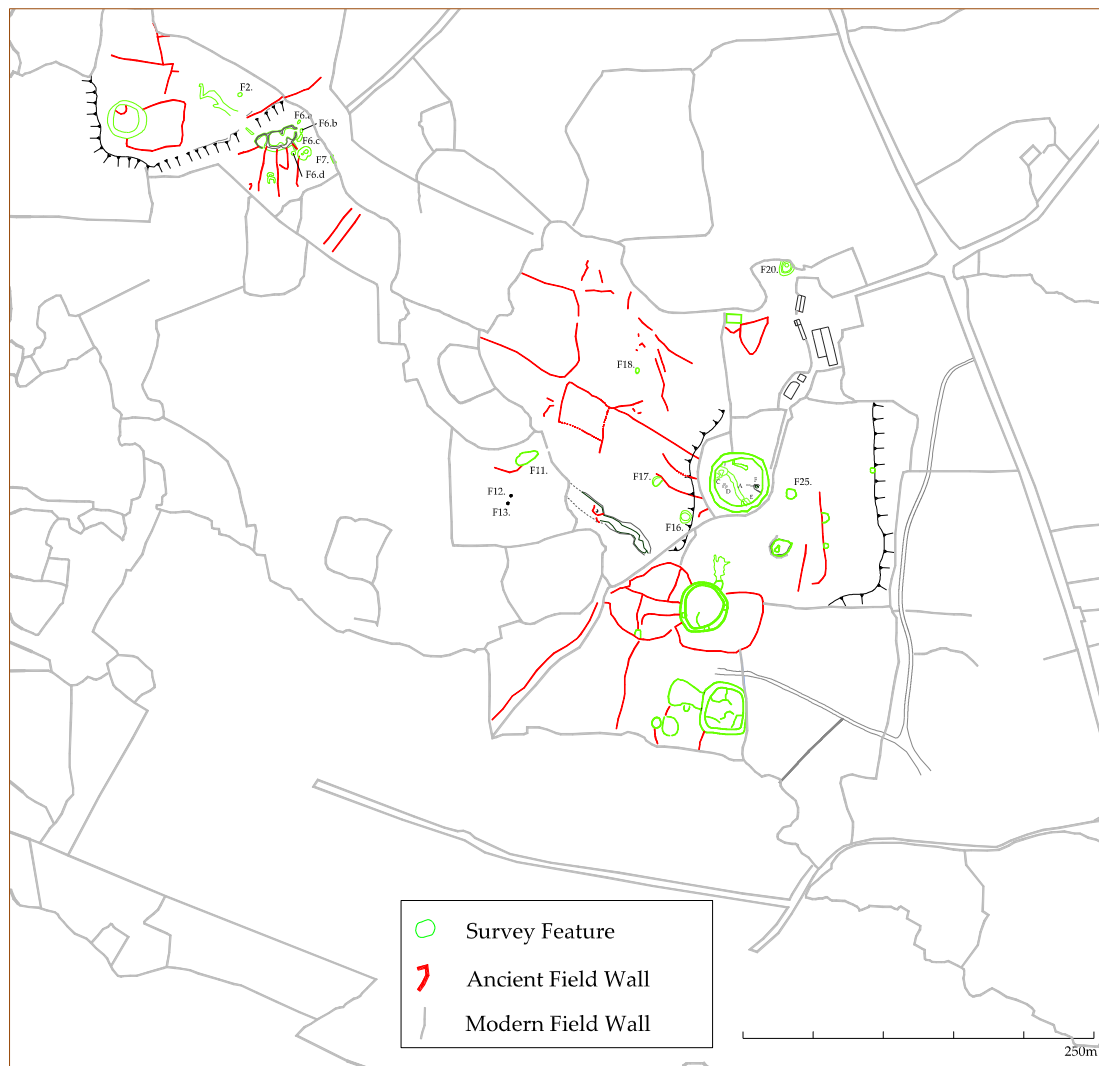 F2.
F6.a
F6.b
F6.c
F7.
F6.d
F20.
F18.
F11.
F17.
F12.
F13.
F25.
F16.
C
A
D
E
F
Survey Feature
Ancient Field Wall
Modern Field Wall
250m